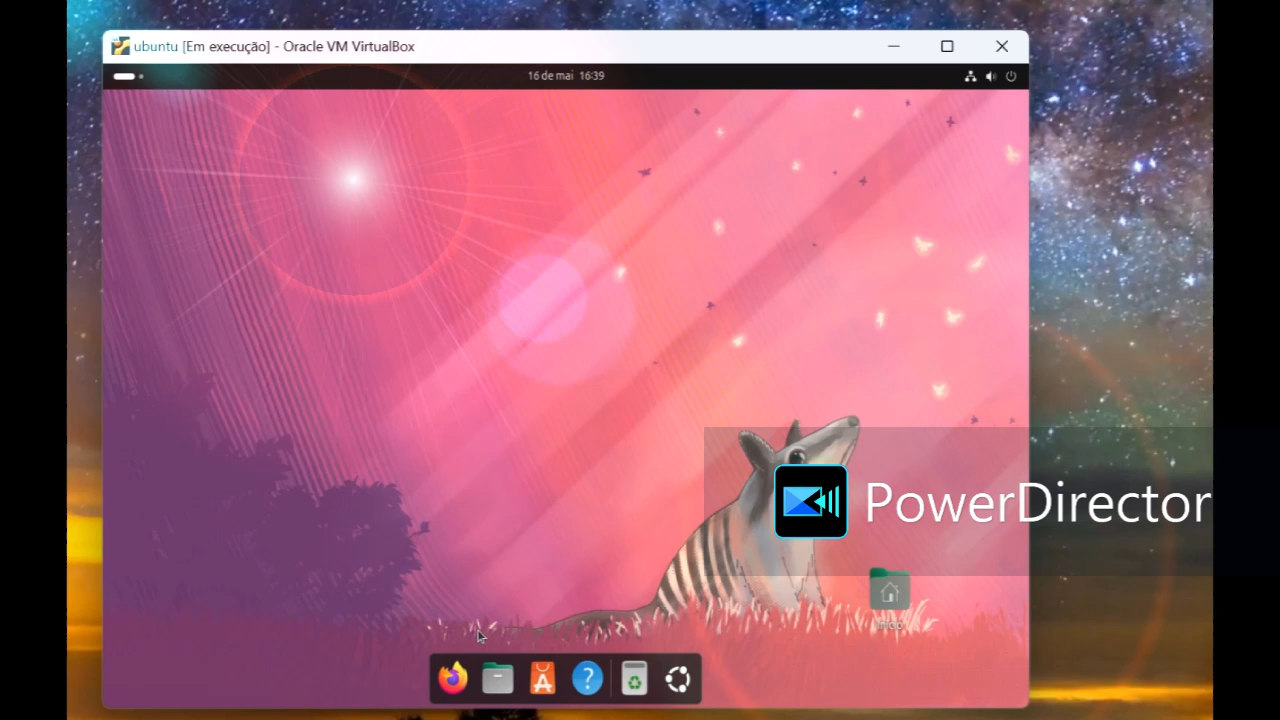 ubuntu [Em execução] - Oracle VM VirtualBox
16 de mai 16:39
PowerDirector